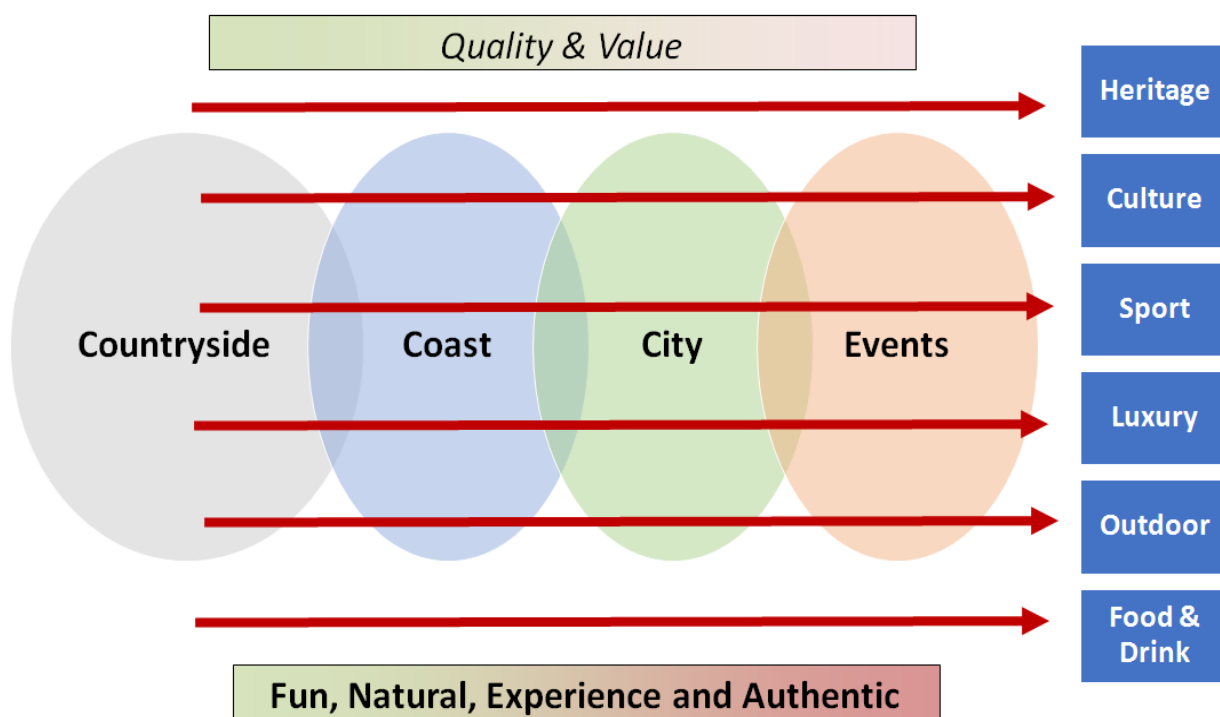 Quality & Value
Heritage
Culture
Sport
Countryside
Coast
City
Events
Luxury
Outdoor
Food &
Drink
Fun, Natural, Experience and Authentic